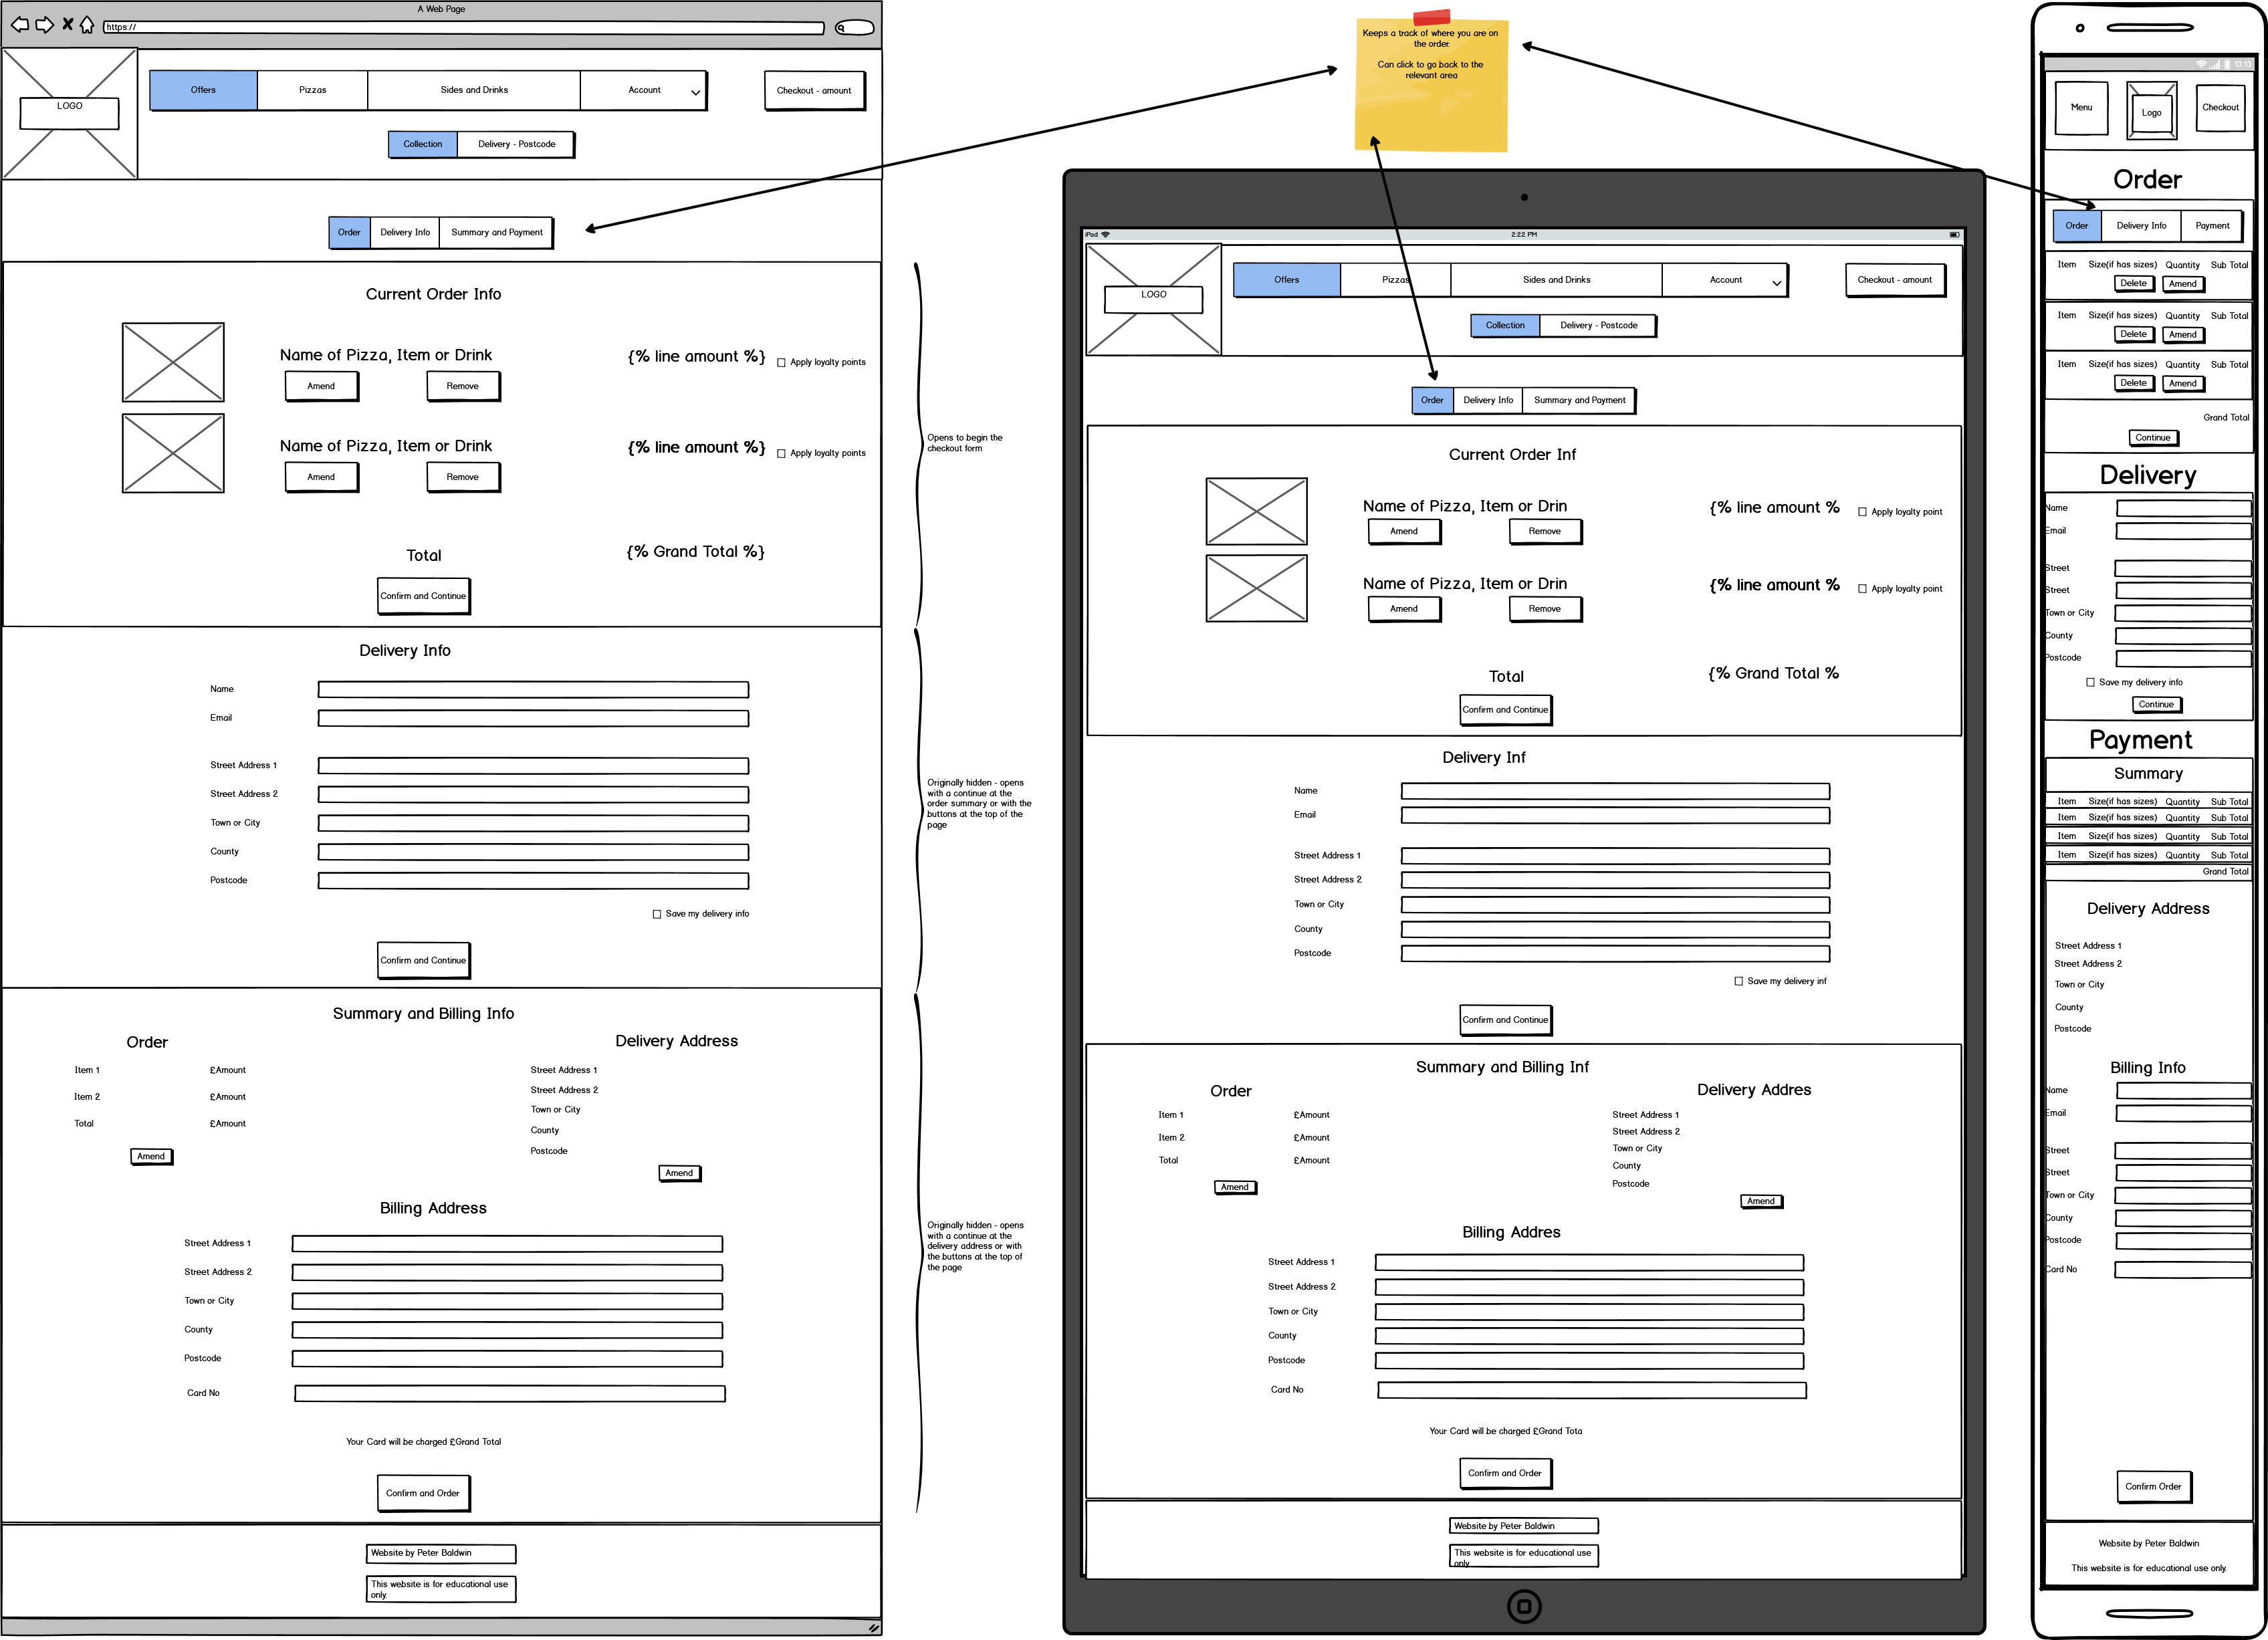 A Web Page
https://
LOGO
Offers
Pizzas
Sides and Drinks
Account
Checkout - amount
Collection
Delivery - Postcode
Order
Delivery Info
Summary and Payment
Current Order Info
Name of Pizza, Item or Drink
{% line amount %}
Apply loyalty points
Amend
Remove
Name of Pizza, Item or Drink
{% line amount %}
Apply loyalty points
Amend
Remove
Total
{% Grand Total %}
Confirm and Continue
Delivery Info
Name
Email
Street Address 1
Street Address 2
Town or City
County
Postcode
Save my delivery info
Confirm and Continue
Summary and Billing Info
Order
Item 1
£Amount
Item 2
£Amount
Total
£Amount
Amend
Delivery Address
Street Address 1
Street Address 2
Town or City
County
Postcode
Amend
Billing Address
Street Address 1
Street Address 2
Town or City
County
Postcode
Card No
Your Card will be charged £Grand Total
Confirm and Order
Website by Peter Baldwin
This website is for educational use
only.
Opens to begin the
checkout form
Originally hidden - opens
with a continue at the
order summary or with the
buttons at the top of the
page
Originally hidden - opens
with a continue at the
delivery address or with
the buttons at the top of
the page
Keeps a track of where you are on
the order.
Can click to go back to the
relevant area
iPad
2:22 PM
LOGO
Offers
Pizzas
Sides and Drinks
Account
Checkout - amount
Collection
Delivery - Postcode
Order
Delivery Info
Summary and Payment
Current Order Inf
Name of Pizza, Item or Drin
{% line amount %
Apply loyalty point
Amend
Remove
Name of Pizza, Item or Drin
{% line amount %
Apply loyalty point
Amend
Remove
Total
{% Grand Total %
Confirm and Continue
Delivery Inf
Name
Email
Street Address 1
Street Address 2
Town or City
County
Postcode
Save my delivery inf
Confirm and Continue
Summary and Billing Inf
Order
Item 1
£Amount
Item 2
£Amount
Total
£Amount
Amend
Delivery Addres
Street Address 1
Street Address 2
Town or City
County
Postcode
Amend
Billing Addres
Street Address 1
Street Address 2
Town or City
County
Postcode
Card No
Your Card will be charged £Grand Tota
Confirm and Order
Website by Peter Baldwin
This website is for educational use
only.
13:13
Menu
Logo
Checkout
Order
Order
Delivery Info
Payment
Item Size(if has sizes) Quantity Sub Total
Delete
Amend
Item Size(if has sizes) Quantity Sub Total
Delete
Amend
Item Size(if has sizes) Quantity Sub Total
Delete
Amend
Grand Total
Continue
Delivery
Name
Email
Street
Street
Town or City
County
Postcode
Save my delivery info
Continue
Payment
Summary
Item Size(if has sizes) Quantity Sub Total
Item Size(if has sizes) Quantity Sub Total
Item Size(if has sizes) Quantity Sub Total
Item Size(if has sizes) Quantity Sub Total
Grand Total
Delivery Address
Street Address 1
Street Address 2
Town or City
County
Postcode
Billing Info
Name
Email
Street
Street
Town or City
County
Postcode
Card No
Confirm Order
Website by Peter Baldwin
This website is for educational use only.